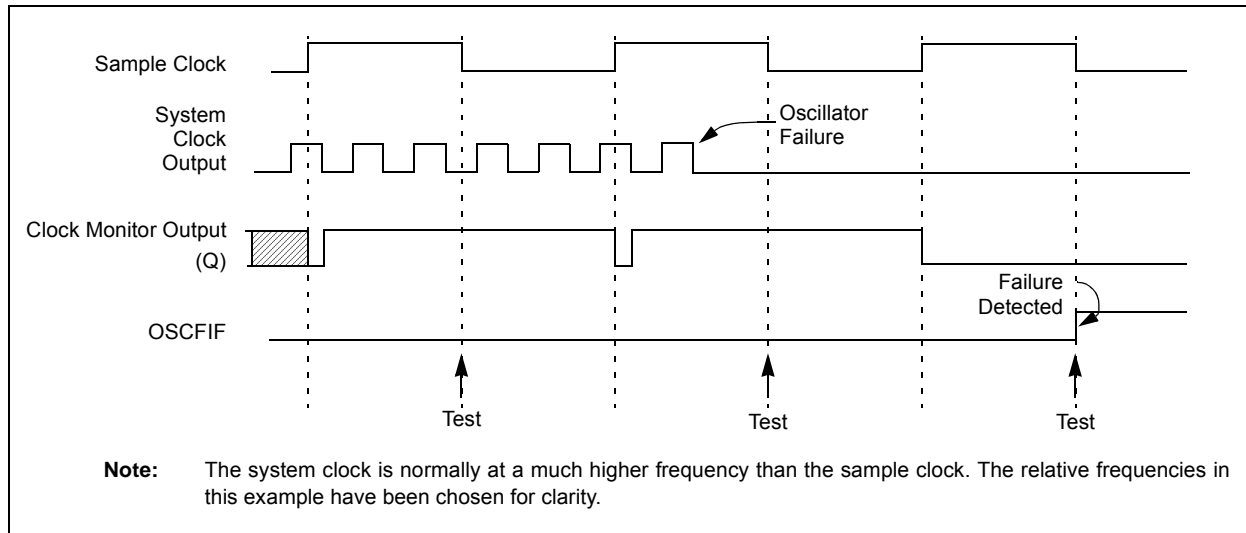 Sample Clock
System
Clock
Output
Oscillator
Failure
Clock Monitor Output
(Q)
Failure
Detected
OSCFIF
Test
Test
Test
Note: The system clock is normally at a much higher frequency than the sample clock. The relative frequencies in
this example have been chosen for clarity.